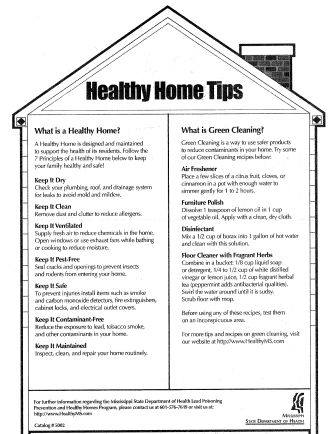 Healthy Home Tips
What is a Healthy Home?
A Healthy Home is designed and maintained
to support the health of its residents. Follow the
7 Principles of a Healthy Home below to keep
your family healthy and safe!
Keep It Dry
Check your plumbing, roof, and drainage system
for leaks to avoid mold and mildew.
Keep It Clean
Remove dust and clutter to reduce allergens.
Keep It Ventilated
Supply fresh air to reduce chemicals in the home.
Open windows or use exhaust fans while bathing
or cooking to reduce moisture.
Keep It Pest-Free
Seal cracks and openings to prevent insects
and rodents from entering your home.
Keep It Safe
To prevent injuries install items such as smoke
and carbon monoxide detectors, fire extinguishers,
cabinet locks, and electrical outlet covers.
Keep It Contaminant-Free
Reduce the exposure to lead, tobacco smoke,
and other contaminants in your home.
Keep It Maintained
Inspect, clean, and repair your home routinely.
What is Green Cleaning?
Green Cleaning is a way to use safer products
to reduce contaminants in your home. Try some
of our Green Cleaning recipes below:
Air Freshener
Place a few slices of a citrus fruit, cloves, or
cinnamon in a pot with enough water to
simmer gently for 1 to 2 hours.
Furniture Polish
Dissolve 1 teaspoon of lemon oil in 1 cup
of vegetable oil. Apply with a clean, dry cloth.
Disinfectant
Mix a 1/2 cup of borax into 1 gallon of hot water
and clean with this solution.
Floor Cleaner with Fragrant Herbs
Combine in a bucket: 1/8 cup liquid soap
or detergent, 1/4 to 1/2 cup of white distilled
vinegar or lemon juice, 1/2 cup fragrant herbal
tea (peppermint adds antibacterial qualities).
Swirl the water around until it is sudsy.
Scrub floor with mop.
Before using any of these recipes, test them
on an inconspicuous area.
For more tips and recipes on green cleaning, visit
our website at http://www.HealthyMS.com
For further information regarding the Mississippi State Department of Health Lead Poisoning
Prevention and Healthy Homes Program, please contact us at 601-576-7619 or visit us at:
http://www.HealthyMS.com
Catalog # 5002
MISSISSIPPI
STATE DEPARTMENT OF HEALTH